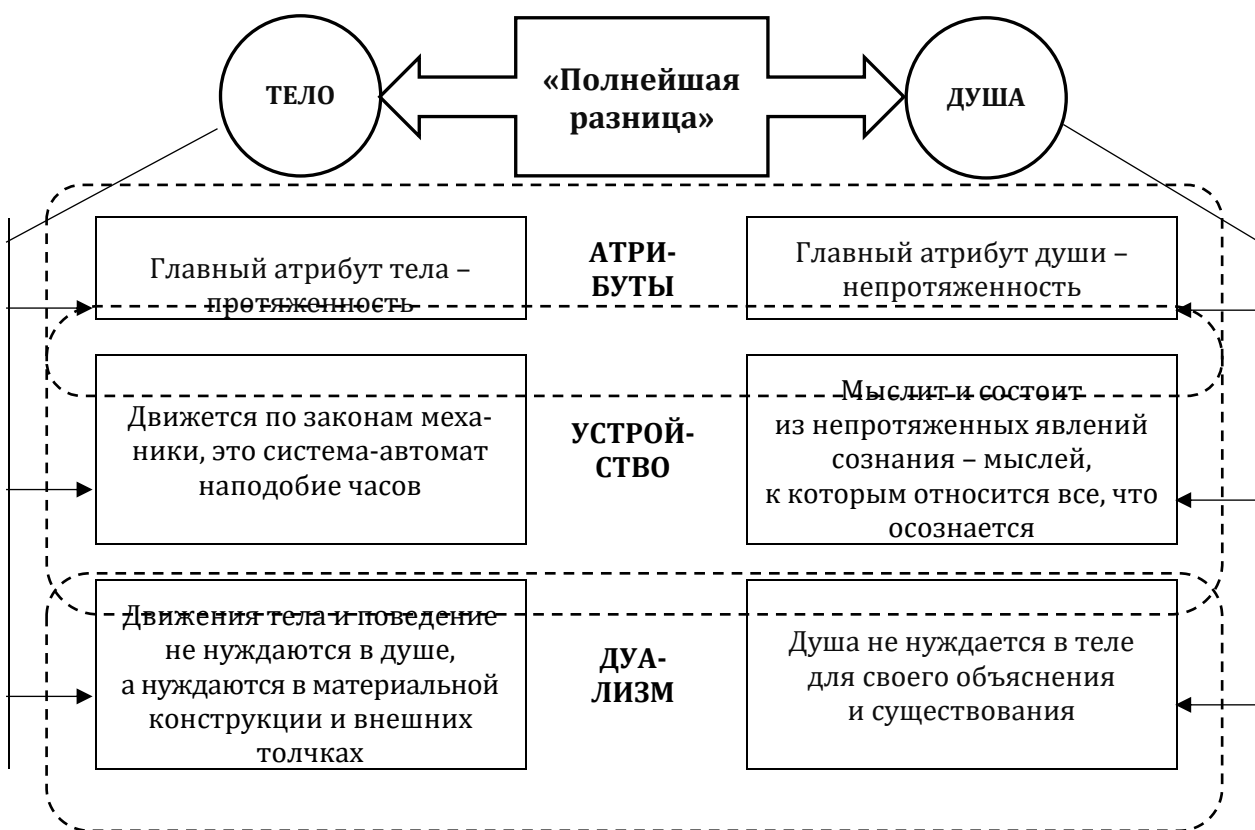 ТЕЛО
«Полнейшая
разница»
ДУША
Главный атрибут тела –
протяженность
АТРИ-
БУТЫ
Главный атрибут души –
непротяженность
Движется по законам меха-
ники, это система-автомат
наподобие часов
УСТРОЙ-
СТВО
Мыслит и состоит
из непротяженных явлений
сознания – мыслей,
к которым относится все, что
осознается
Движения тела и поведение
не нуждаются в душе,
а нуждаются в материальной
конструкции и внешних
толчках
ДУА-
ЛИЗМ
Душа не нуждается в теле
для своего объяснения
и существования